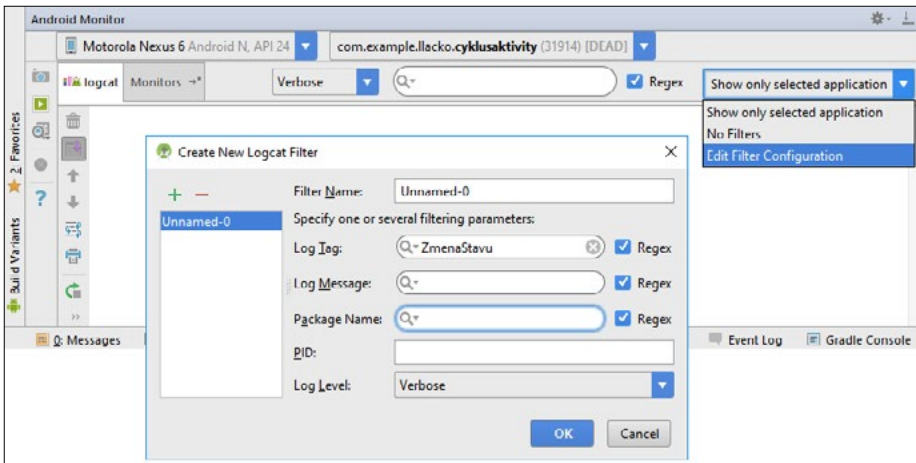 Android Monitor
Motorola Nexus 6 Android N, API 24
com.example.llacko.cyklusaktivity (31914) [DEAD]
logcat
Monitors
Verbose
Regex
Show only selected application
Show only selected application
No Filters
Edit Filter Configuration
2: Favorites
Build Variants
Create New Logcat Filter
Filter Name:
Unnamed-0
Unnamed-0
Specify one or several filtering parameters:
Log Tag:
ZmenaStavu
Regex
Log Message:
Regex
Package Name:
Regex
PID:
Log Level:
Verbose
OK
Cancel
0: Messages
Event Log
Gradle Console